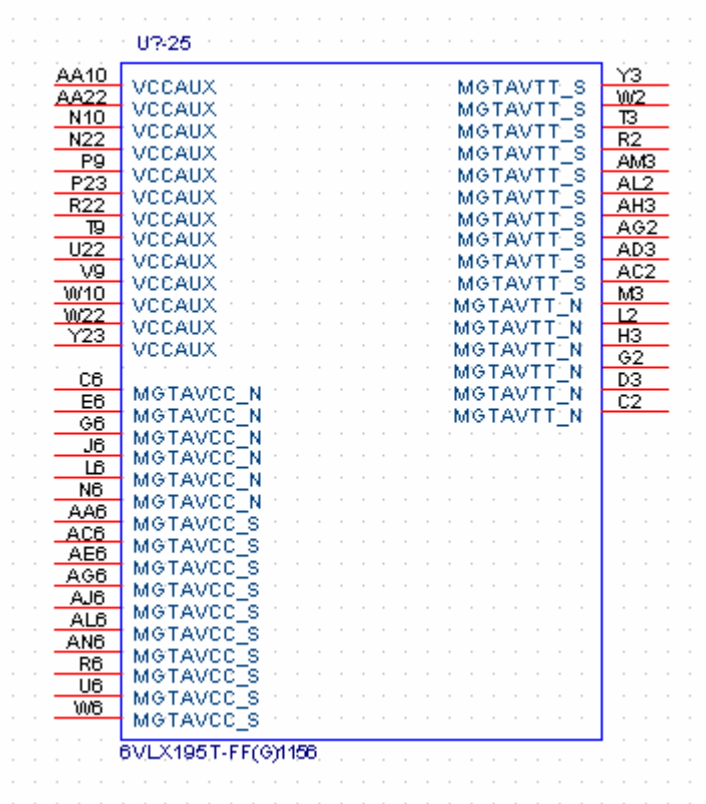 U?-25
AA10 VCCAUX MGTAVTT_S Y3
AA22 VCCAUX MGTAVTT_S W2
N10 VCCAUX MGTAVTT_S T3
N22 VCCAUX MGTAVTT_S R2
P9 VCCAUX MGTAVTT_S AM3
P23 VCCAUX MGTAVTT_S AL2
R22 VCCAUX MGTAVTT_S AH3
T9 VCCAUX MGTAVTT_S AG2
U22 VCCAUX MGTAVTT_S AD3
V9 VCCAUX MGTAVTT_S AC2
W10 VCCAUX MGTAVTT_N M3
W22 VCCAUX MGTAVTT_N L2
Y23 VCCAUX MGTAVTT_N H3
MGTAVTT_N G2
C6 MGTAVCC_N MGTAVTT_N D3
E6 MGTAVCC_N MGTAVTT_N C2
G6 MGTAVCC_N
J6 MGTAVCC_N
L6 MGTAVCC_N
N6 MGTAVCC_N
AA6 MGTAVCC_S
AC6 MGTAVCC_S
AE6 MGTAVCC_S
AG6 MGTAVCC_S
AJ6 MGTAVCC_S
AL6 MGTAVCC_S
AN6 MGTAVCC_S
R6 MGTAVCC_S
U6 MGTAVCC_S
W6 MGTAVCC_S
6VLX195T-FF(G)1156